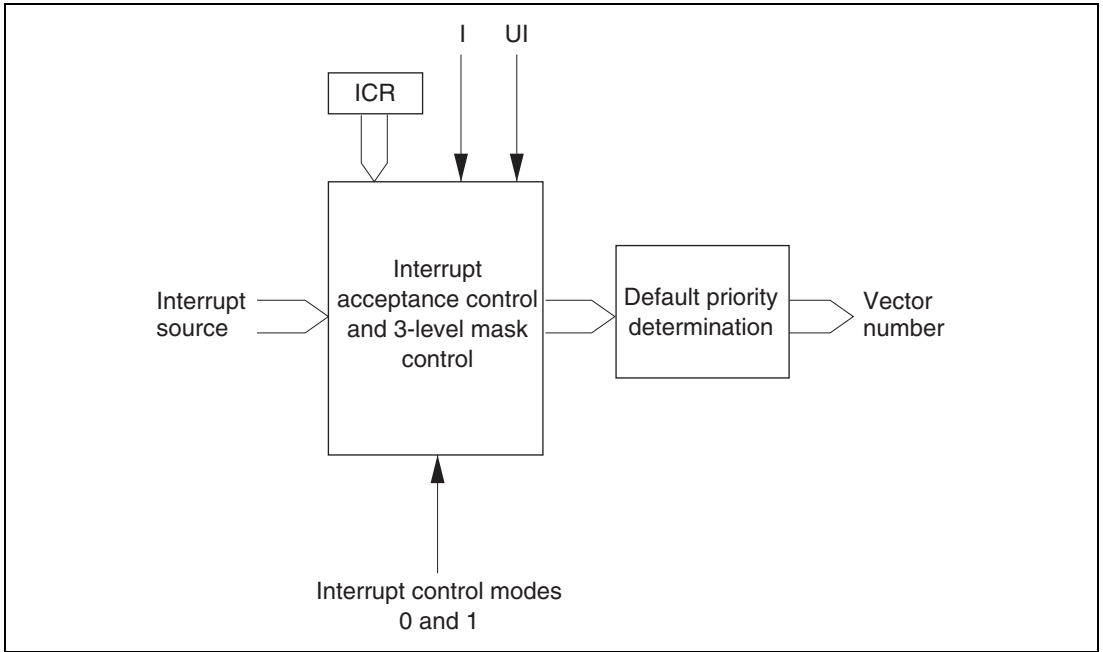 I
UI
ICR
Interrupt
acceptance control
and 3-level mask
control
Interrupt
source
Default priority
determination
Vector
number
Interrupt control modes
0 and 1